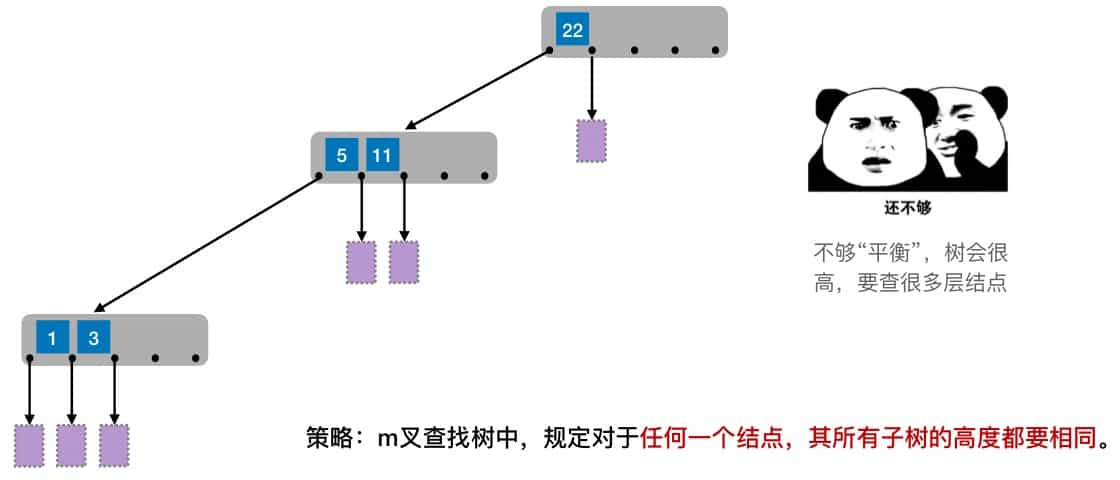 22
5 11
还不够
不够“平衡”，树会很
高，要查很多层结点
1 3
策略：m叉查找树中，规定对于任何一个结点，其所有子树的高度都要相同。